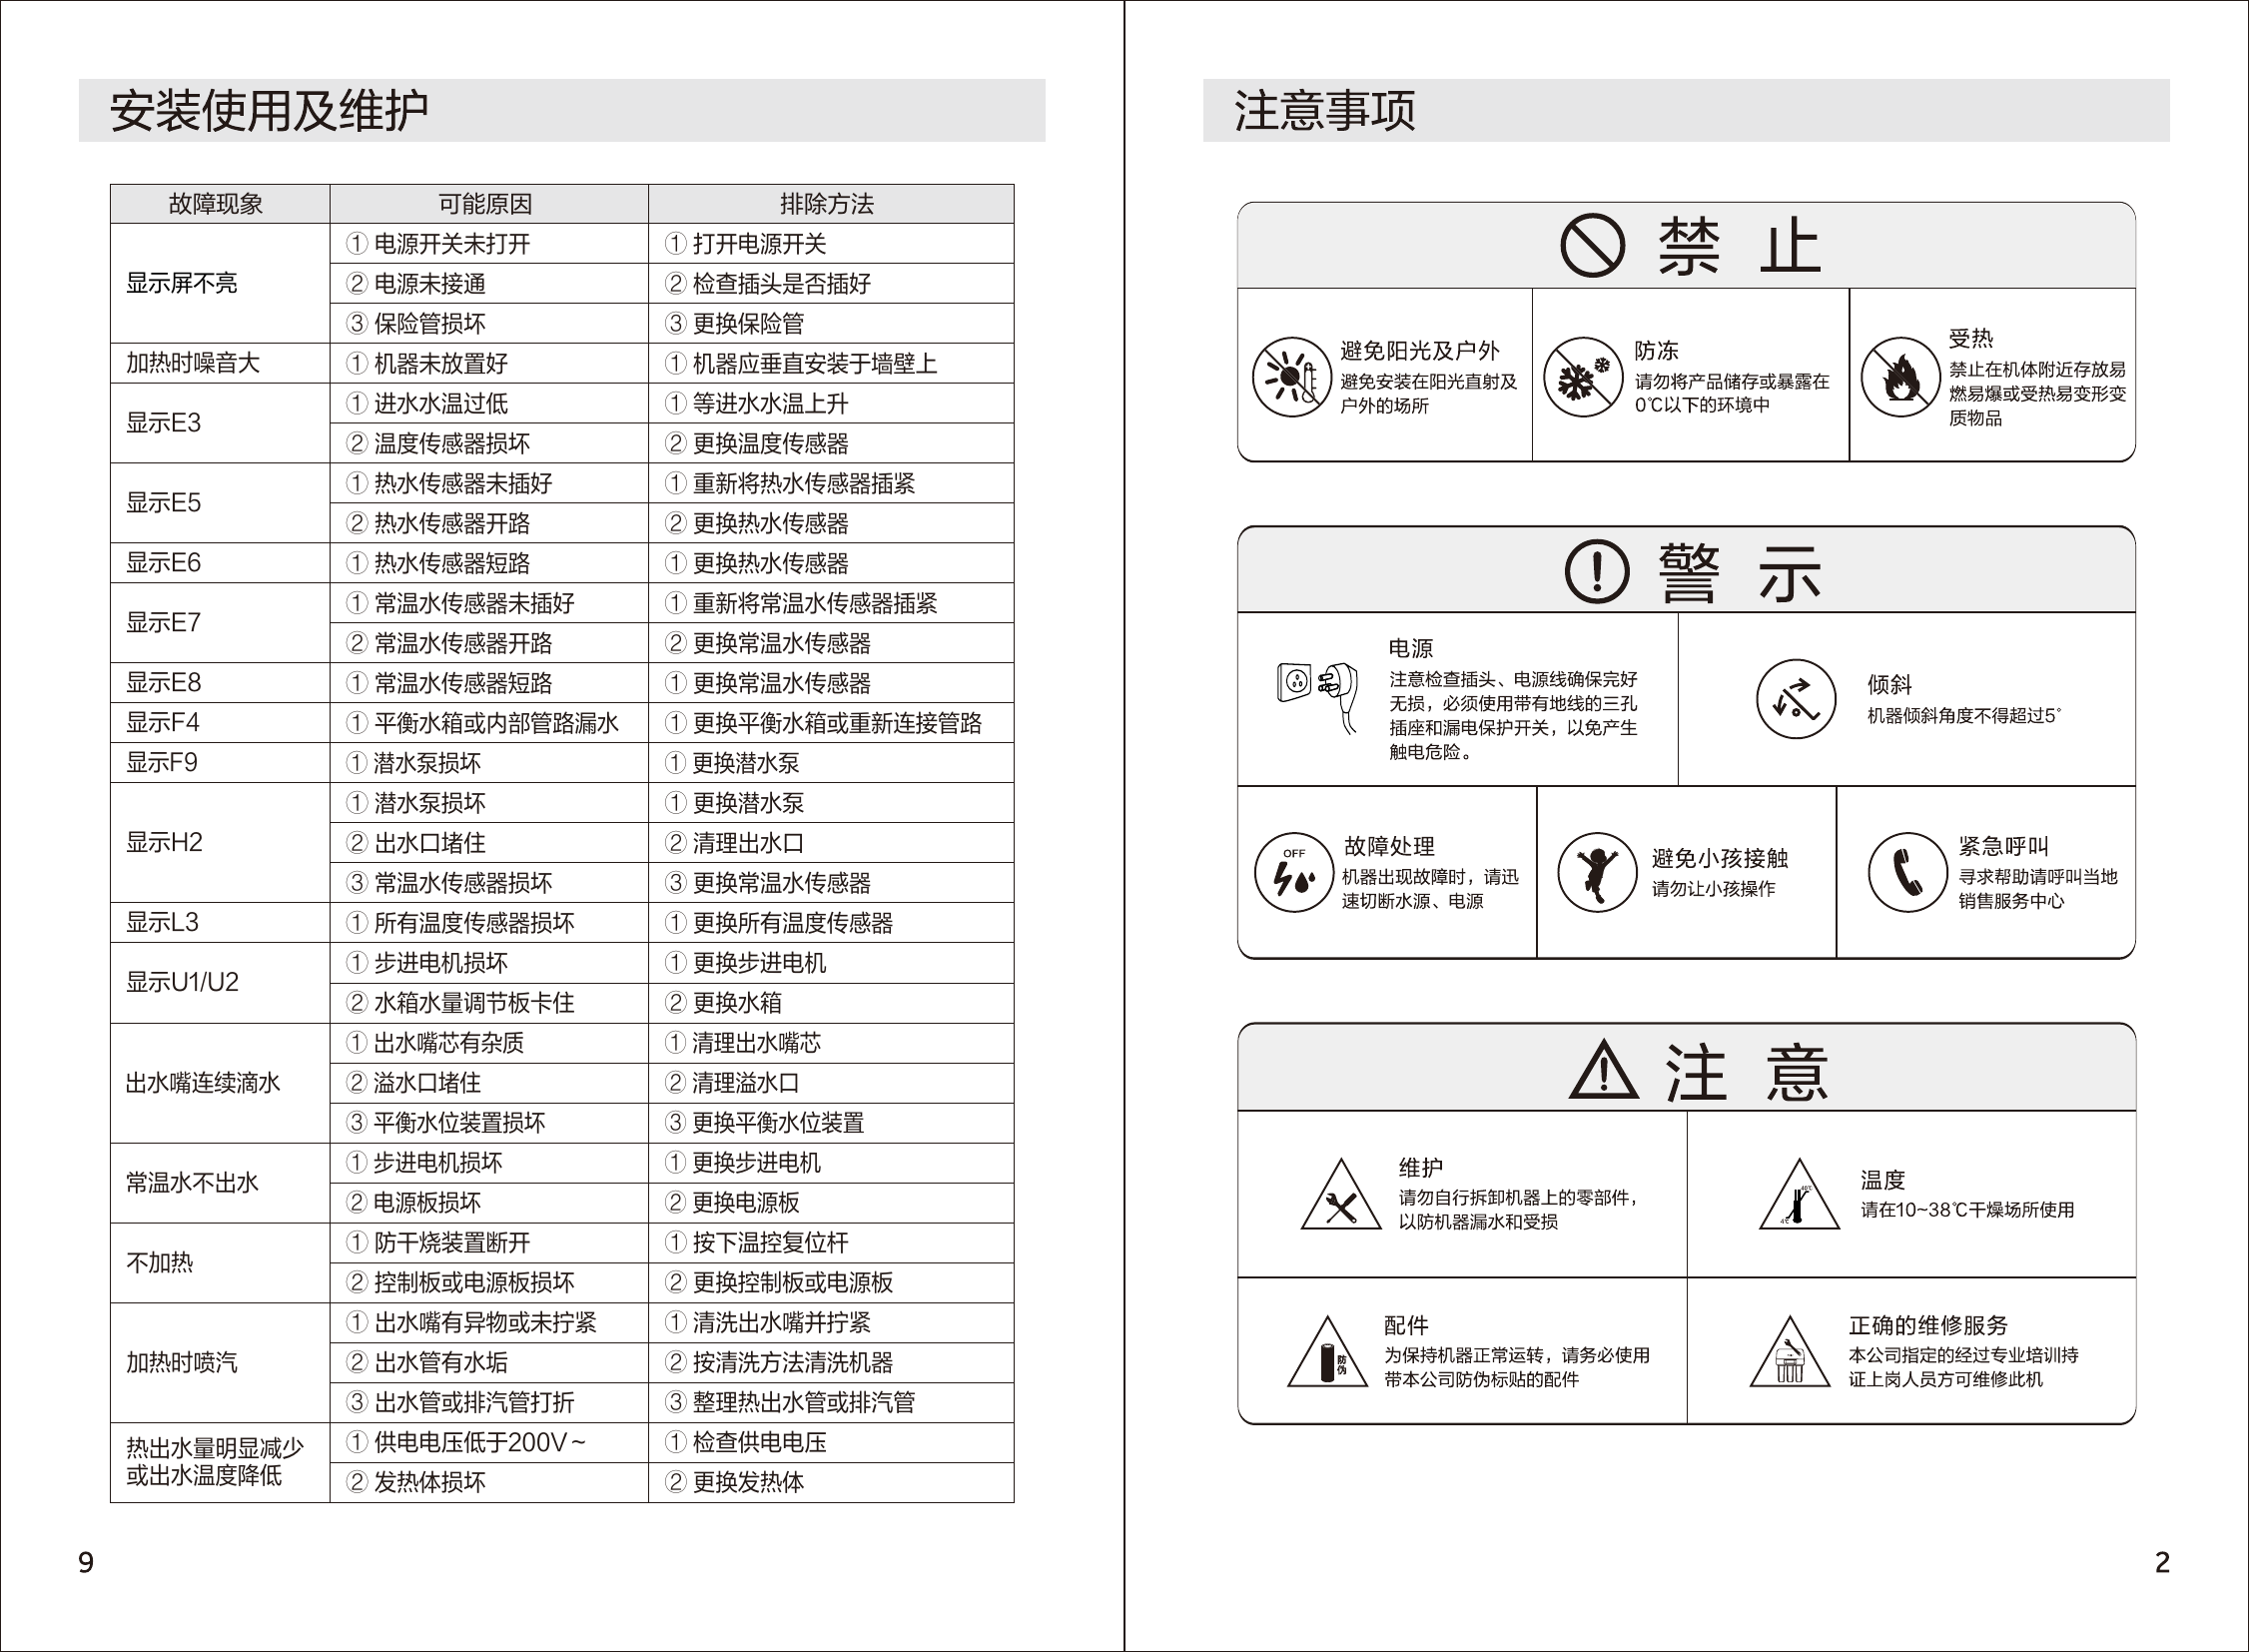 安装使用及维护
故障现象 可能原因 排除方法
显示屏不亮
① 电源开关未打开 ① 打开电源开关
② 电源未接通 ② 检查插头是否插好
③ 保险管损坏 ③ 更换保险管
加热时噪音大 ① 机器未放置好 ① 机器应垂直安装于墙壁上
显示E3
① 进水水温过低 ① 等进水水温上升
② 温度传感器损坏 ② 更换温度传感器
显示E5
① 热水传感器未插好 ① 重新将热水传感器插紧
② 热水传感器开路 ② 更换热水传感器
显示E6 ① 热水传感器短路 ① 更换热水传感器
显示E7
① 常温水传感器未插好 ① 重新将常温水传感器插紧
② 常温水传感器开路 ② 更换常温水传感器
显示E8 ① 常温水传感器短路 ① 更换常温水传感器
显示F4 ① 平衡水箱或内部管路漏水 ① 更换平衡水箱或重新连接管路
显示F9 ① 潜水泵损坏 ① 更换潜水泵
显示H2
① 潜水泵损坏 ① 更换潜水泵
② 出水口堵住 ② 清理出水口
③ 常温水传感器损坏 ③ 更换常温水传感器
显示L3 ① 所有温度传感器损坏 ① 更换所有温度传感器
显示U1/U2
① 步进电机损坏 ① 更换步进电机
② 水箱水量调节板卡住 ② 更换水箱
出水嘴连续滴水
① 出水嘴芯有杂质 ① 清理出水嘴芯
② 溢水口堵住 ② 清理溢水口
③ 平衡水位装置损坏 ③ 更换平衡水位装置
常温水不出水
① 步进电机损坏 ① 更换步进电机
② 电源板损坏 ② 更换电源板
不加热
① 防干烧装置断开 ① 按下温控复位杆
② 控制板或电源板损坏 ② 更换控制板或电源板
加热时喷汽
① 出水嘴有异物或未拧紧 ① 清洗出水嘴并拧紧
② 出水管有水垢 ② 按清洗方法清洗机器
③ 出水管或排汽管打折 ③ 整理热出水管或排汽管
热出水量明显减少
或出水温度降低
① 供电电压低于200V~ ① 检查供电电压
② 发热体损坏 ② 更换发热体
9
注意事项
禁 止
避免阳光及户外
避免安装在阳光直射及
户外的场所
防冻
请勿将产品储存或暴露在
0℃以下的环境中
受热
禁止在机体附近存放易
燃易爆或受热易变形变
质物品
警 示
电源
注意检查插头、电源线确保完好
无损，必须使用带有地线的三孔
插座和漏电保护开关，以免产生
触电危险。
倾斜
机器倾斜角度不得超过5°
OFF
故障处理
机器出现故障时，请迅
速切断水源、电源
避免小孩接触
请勿让小孩操作
紧急呼叫
寻求帮助请呼叫当地
销售服务中心
注 意
维护
请勿自行拆卸机器上的零部件，
以防机器漏水和受损
4℃
温度
请在10~38℃干燥场所使用
防伪
配件
为保持机器正常运转，请务必使用
带本公司防伪标贴的配件
正确的维修服务
本公司指定的经过专业培训持
证上岗人员方可维修此机
2